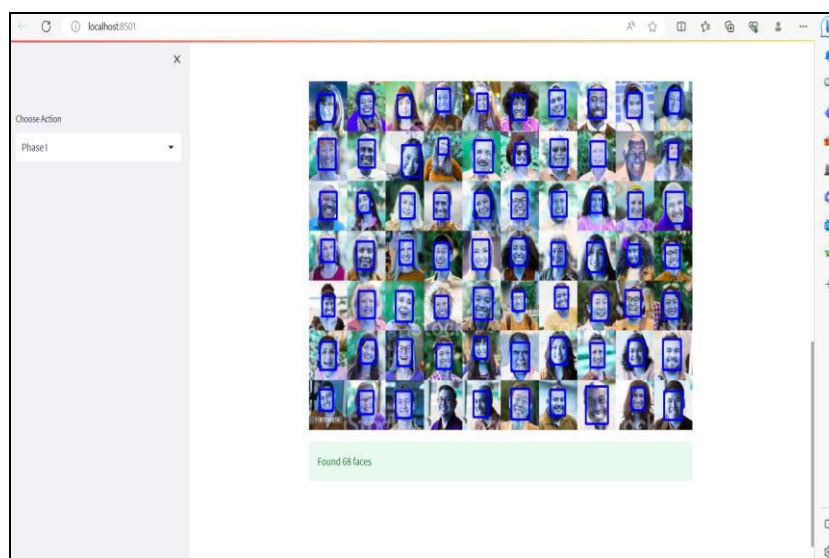 localhost:8501
X
Choose Action
Phase I
Found 68 faces